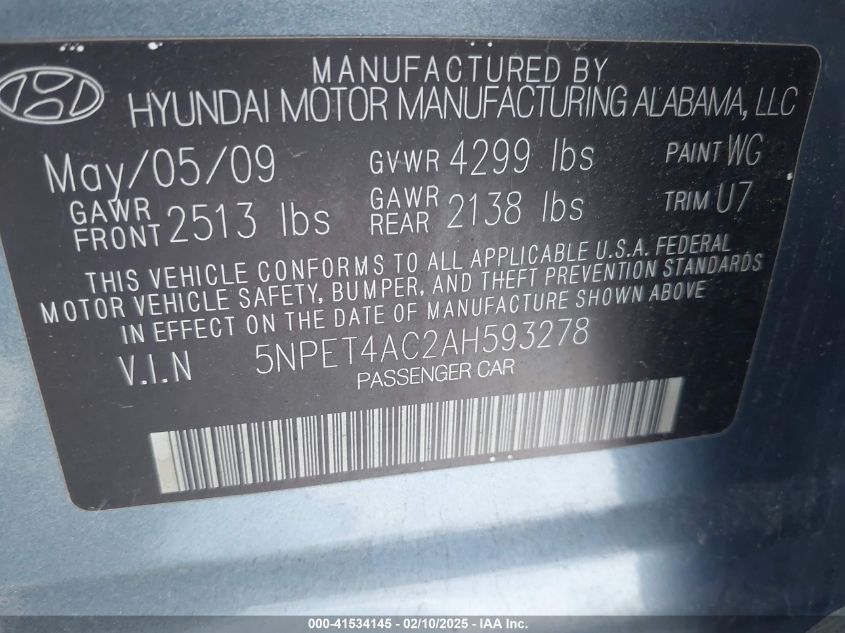 MANUFACTURED BY
HYUNDAI MOTOR MANUFACTURING ALABAMA, LLC
May/05/09 GVWR 4299 lbs PAINT WG
GAWR FRONT 2513 lbs GAWR REAR 2138 lbs TRIM U7
THIS VEHICLE CONFORMS TO ALL APPLICABLE U.S.A. FEDERAL
MOTOR VEHICLE SAFETY, BUMPER, AND THEFT PREVENTION STANDARDS
IN EFFECT ON THE DATE OF MANUFACTURE SHOWN ABOVE
V.I.N 5NPET4AC2AH593278
PASSENGER CAR
000-41534145 - 02/10/2025 - IAA, Inc.